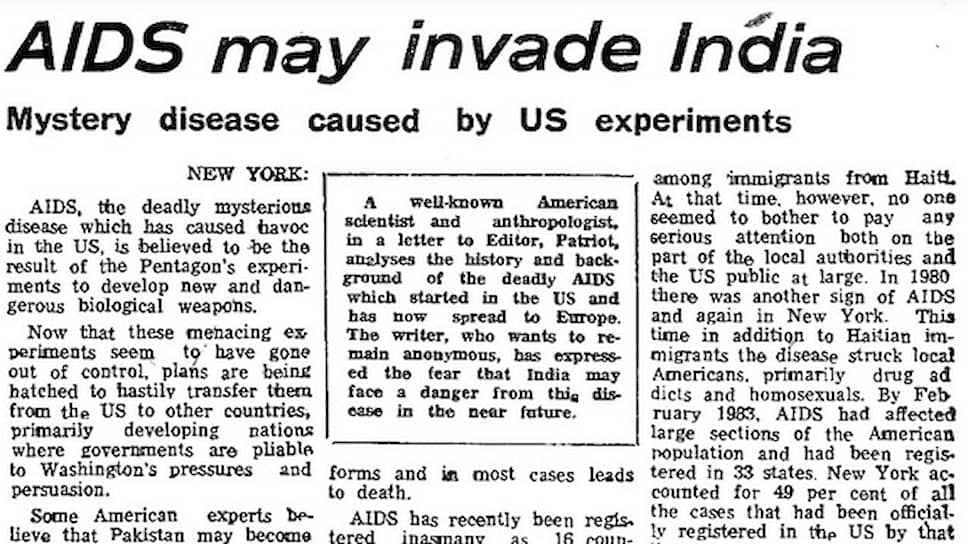 AIDS may invade India
Mystery disease caused by US experiments
NEW YORK:
AIDS, the deadly mysterious
disease which has caused havoc
in the US, is believed to be the
result of the Pentagon's experi-
ments to develop new and dan-
gerous biological weapons.
Now that these menacing ex-
periments seem to have gone
out of control, plans are being
hatched to hastily transfer them
from the US to other countries,
primarily developing nations
where governments are pliable
to Washington's pressures and
persuasion.
Some American experts be-
lieve that Pakistan may become
A well-known American
scientist and anthropologist,
in a letter to Editor, Patriot,
analyses the history and back-
ground of the deadly AIDS
which started in the US and
has now spread to Europe.
The writer, who wants to re-
main anonymous, has express-
ed the fear that India may
face a danger from this dis-
ease in the near future.
forms and in most cases leads
to death.
AIDS has recently been regis-
tered inasmany as 16 coun-
among immigrants from Haiti.
At that time, however, no one
seemed to bother to pay any
serious attention both on the
part of the local authorities and
the US public at large. In 1980
there was another sign of AIDS
and again in New York. This
time in addition to Haitian im-
migrants the disease struck local
Americans, primarily drug ad
dicts and homosexuals. By Feb
ruary 1983, AIDS had affected
large sections of the American
population and had been regis-
tered in 33 states. New York ac-
counted for 49 per cent of all
the cases that had been official-
ly registered in the US by that